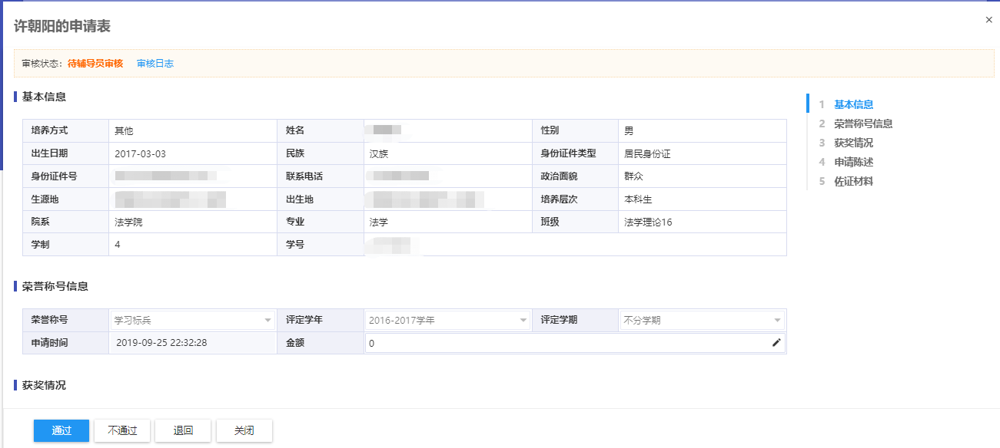 许朝阳的申请表
×
审核状态：待辅导员审核 审核日志
基本信息
培养方式 其他 姓名 性别 男
出生日期 2017-03-03 民族 汉族 身份证件类型 居民身份证
身份证件号 联系电话 政治面貌 群众
生源地 出生地 培养层次 本科生
院系 法学院 专业 法学 班级 法学理论16
学制 4 学号
荣誉称号信息
荣誉称号 学习标兵 评定学年 2016-2017学年 评定学期 不分学期
申请时间 2019-09-25 22:32:28 金额 0
获奖情况
通过 不通过 退回 关闭
1 基本信息
2 荣誉称号信息
3 获奖情况
4 申请陈述
5 佐证材料